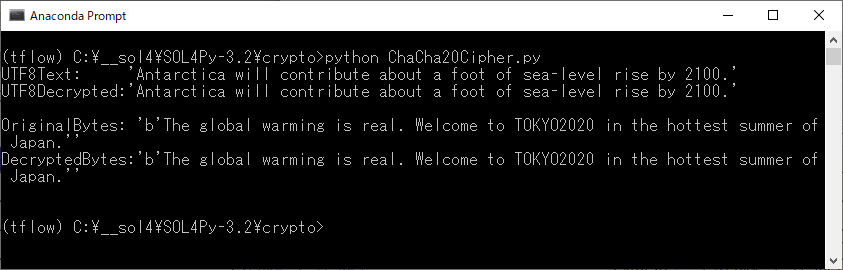 Anaconda Prompt
(tflow) C:¥__sol4¥SOL4Py-3.2¥crypto>python ChaCha20Cipher.py
UTF8Text:    'Antarctica will contribute about a foot of sea-level rise by 2100.'
UTF8Decrypted:'Antarctica will contribute about a foot of sea-level rise by 2100.'
OriginalBytes: 'b'The global warming is real. Welcome to TOKYO2020 in the hottest summer of
 Japan.''
DecryptedBytes:'b'The global warming is real. Welcome to TOKYO2020 in the hottest summer of
 Japan.''
(tflow) C:¥__sol4¥SOL4Py-3.2¥crypto>